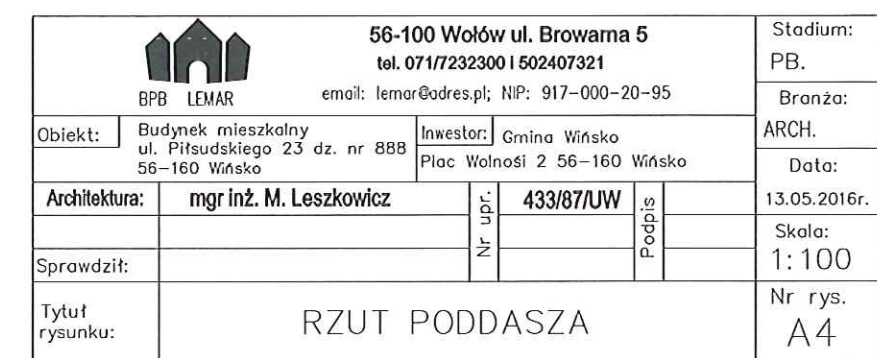 56-100 Wołów ul. Browarna 5
tel. 071/7232300 i 502407321
BPB LEMAR
email: lemar@adres.pl; NIP: 917-000-20-95
Stadium:
PB.
Branża:
ARCH.
Obiekt:
Budynek mieszkalny
ul. Piłsudskiego 23 dz. nr 888
56-160 Wińsko
Inwestor:
Gmina Wińsko
Plac Wolnośi 2 56-160 Wińsko
Data:
13.05.2016r.
Architektura:
mgr inż. M. Leszkowicz
Nr upr.
433/87/UW
Podpis
Sprawdził:
Skala:
1:100
Tytuł
rysunku:
RZUT PODDASZA
Nr rys.
A4